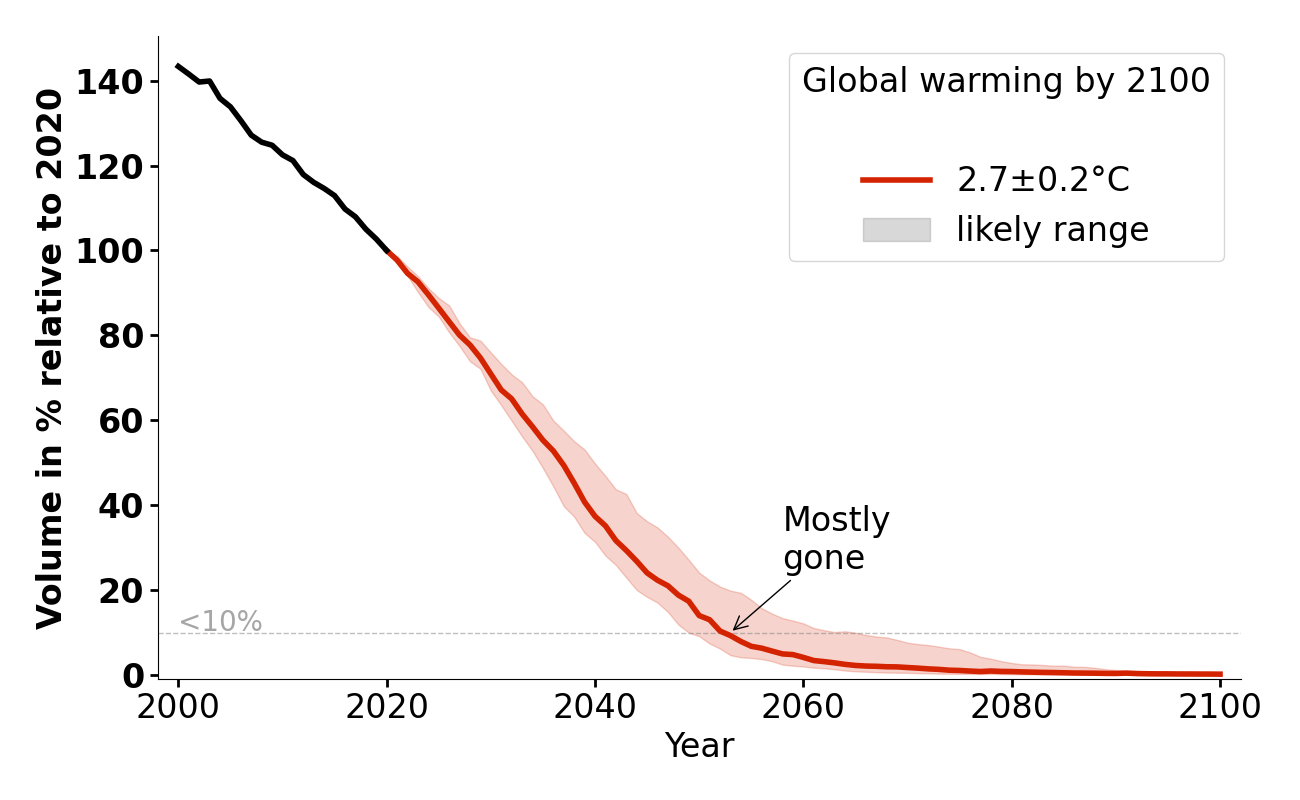 Volume in % relative to 2020
140
120
100
80
60
40
20
0
Global warming by 2100
2.7±0.2°C
likely range
Mostly
gone
<10%
2000
2020
2040
2060
2080
2100
Year